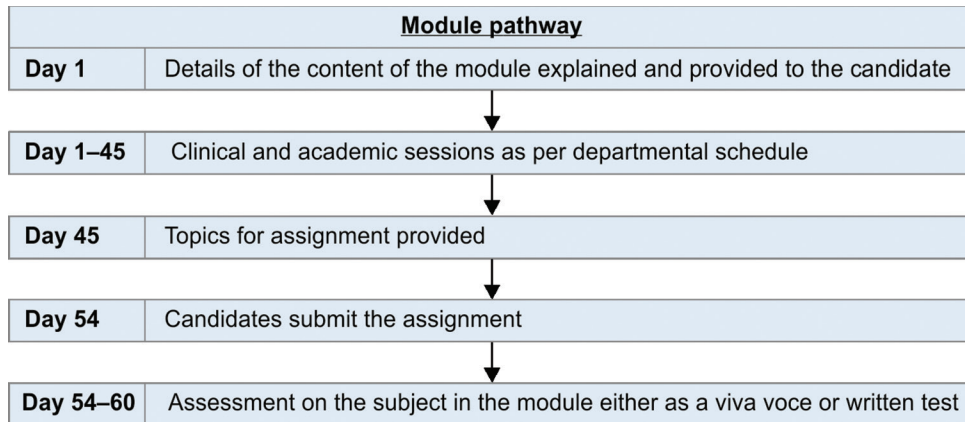 Module pathway
Day 1 Details of the content of the module explained and provided to the candidate
Day 1–45 Clinical and academic sessions as per departmental schedule
Day 45 Topics for assignment provided
Day 54 Candidates submit the assignment
Day 54–60 Assessment on the subject in the module either as a viva voce or written test